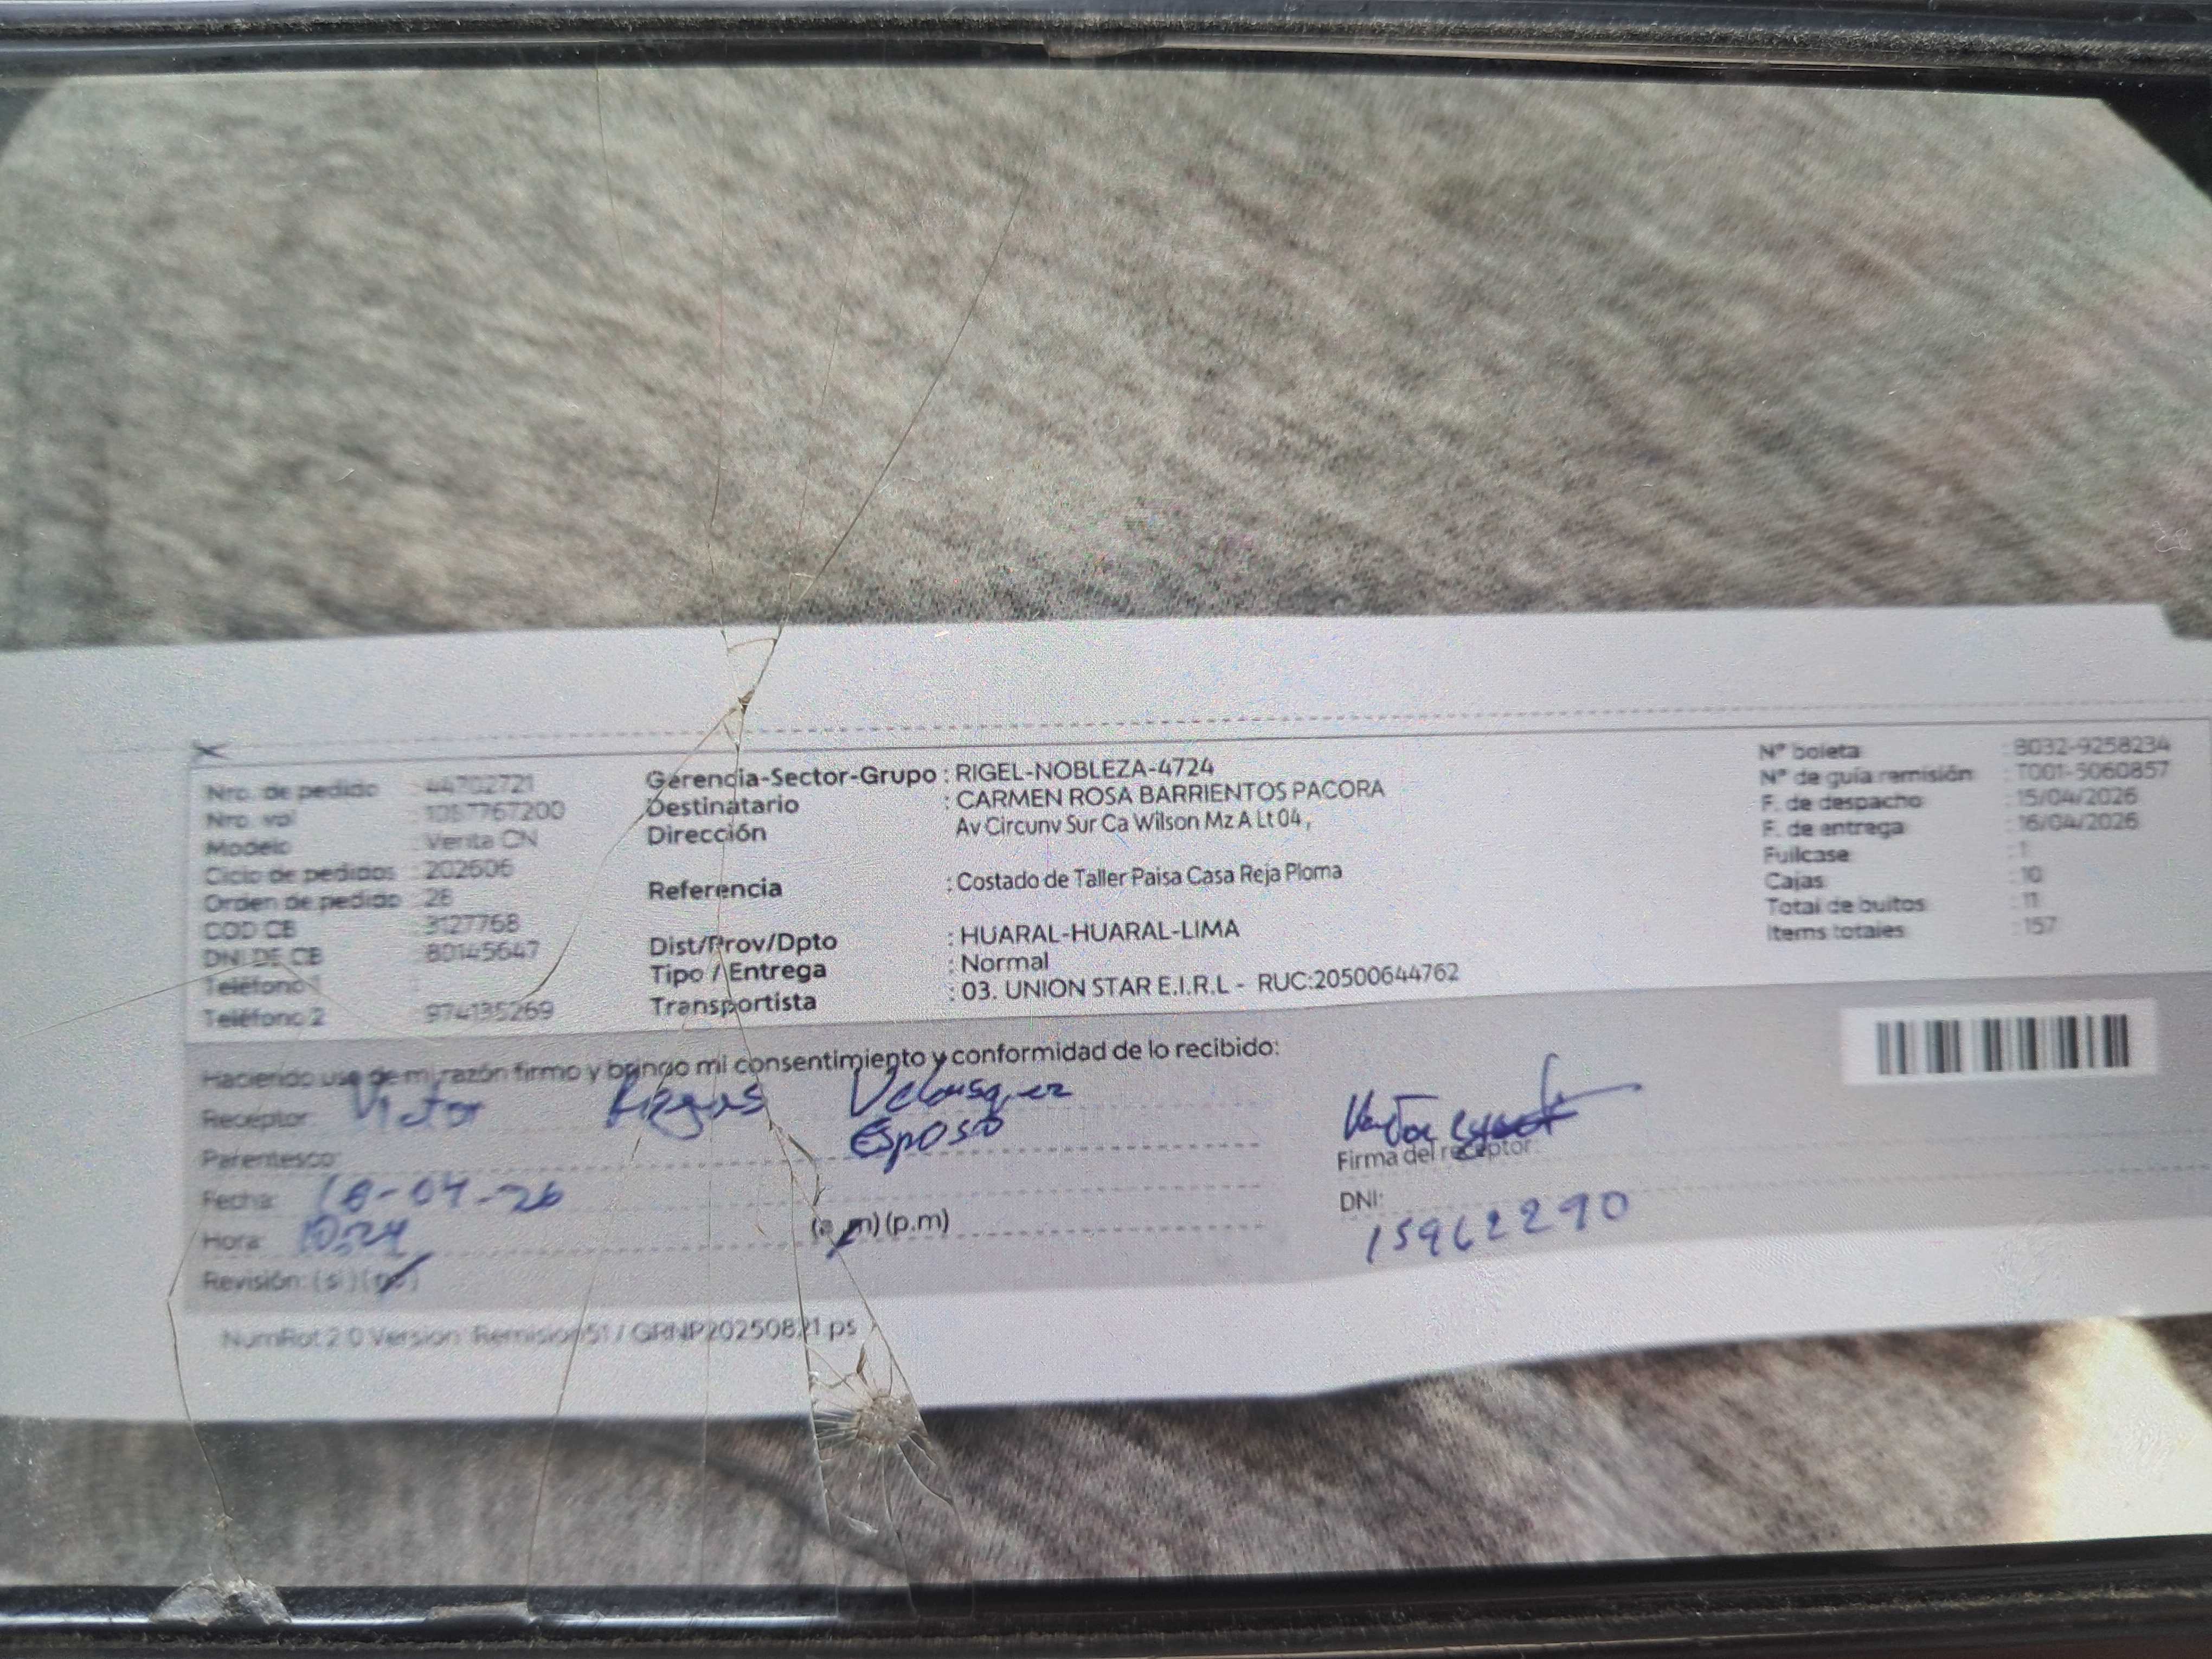 Nro. de pedido : 44702721
Nro. val : 1087767200
Modelo : Venta CN
Ciclo de pedidos : 202606
Orden de pedido : 28
COD CB : 3127768
DNI DE CB : 80145647
Teléfono 1 :
Teléfono 2 : 974135269
Gerencia-Sector-Grupo : RIGEL-NOBLEZA-4724
Destinatario : CARMEN ROSA BARRIENTOS PACORA
Dirección Av Circunv Sur Ca Wilson Mz A Lt 04 ,
Referencia : Costado de Taller Paisa Casa Reja Ploma
Dist/Prov/Dpto : HUARAL-HUARAL-LIMA
Tipo / Entrega : Normal
Transportista : 03. UNION STAR E.I.R.L - RUC:20500644762
N° boleta : B032-9258234
N° de guía remisión : T001-5060857
F. de despacho : 15/04/2026
F. de entrega : 16/04/2026
Fullcase : 1
Cajas : 10
Total de bultos : 11
Items totales : 157
Haciendo uso de mi razón firmo y brindo mi consentimiento y conformidad de lo recibido:
Receptor: Victor Velasquez
Parentesco: Esposo
Fecha: 18-04-26
Hora: 10:24 (a.m) (p.m)
Revisión: (si) (no)
Firma del receptor:
DNI:
15962290
NumRot 2.0 Version: Remision51 / GRNP20250821.ps